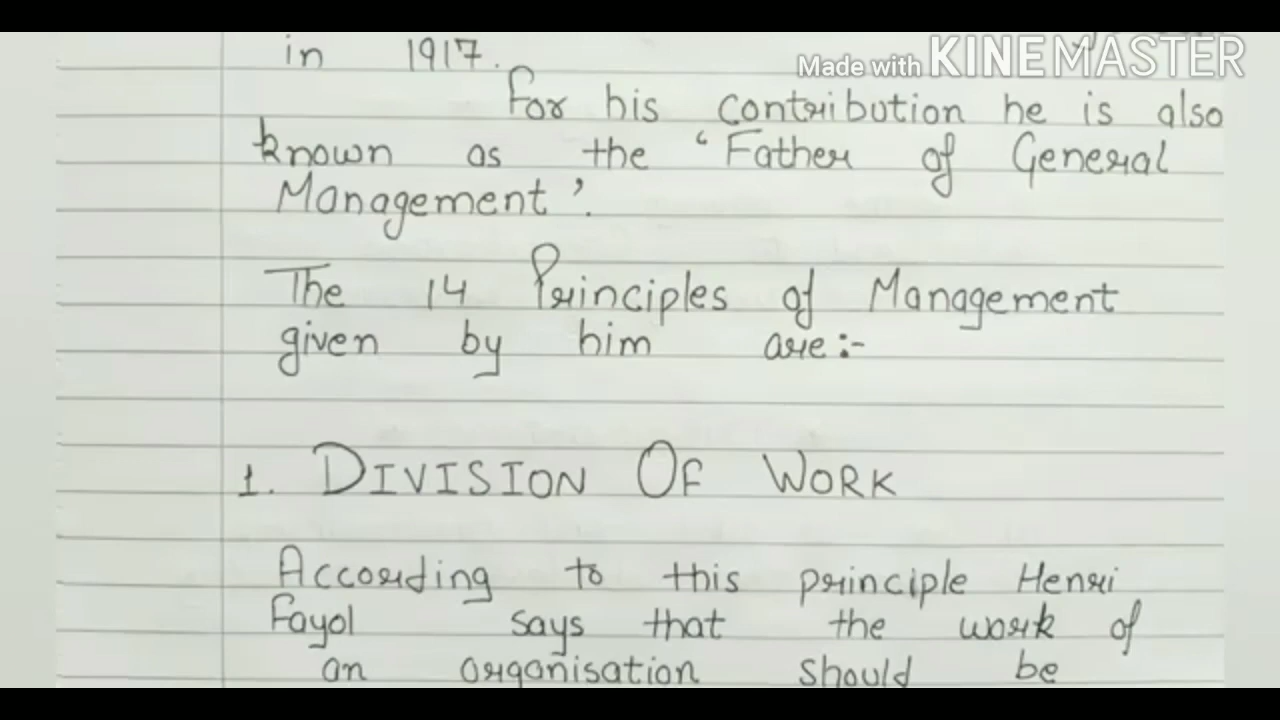 in 1917.
Made with KINEMASTER
For his contribution he is also
known as the 'Father of General
Management'.
The 14 Principles of Management
given by him are:-
1. DIVISION OF WORK
According to this principle Henri
Fayol says that the work of
an organisation should be